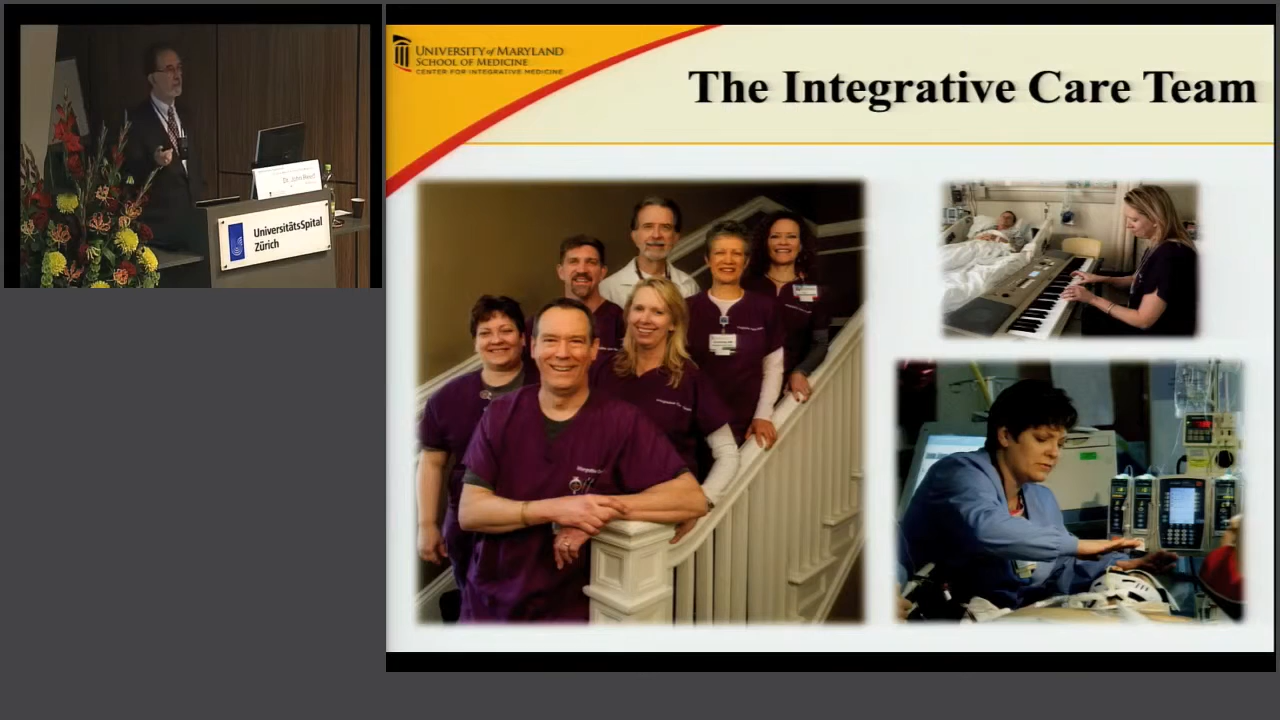 UNIVERSITY of MARYLAND
SCHOOL OF MEDICINE
CENTER FOR INTEGRATIVE MEDICINE
The Integrative Care Team
UniversitätsSpital
Zürich